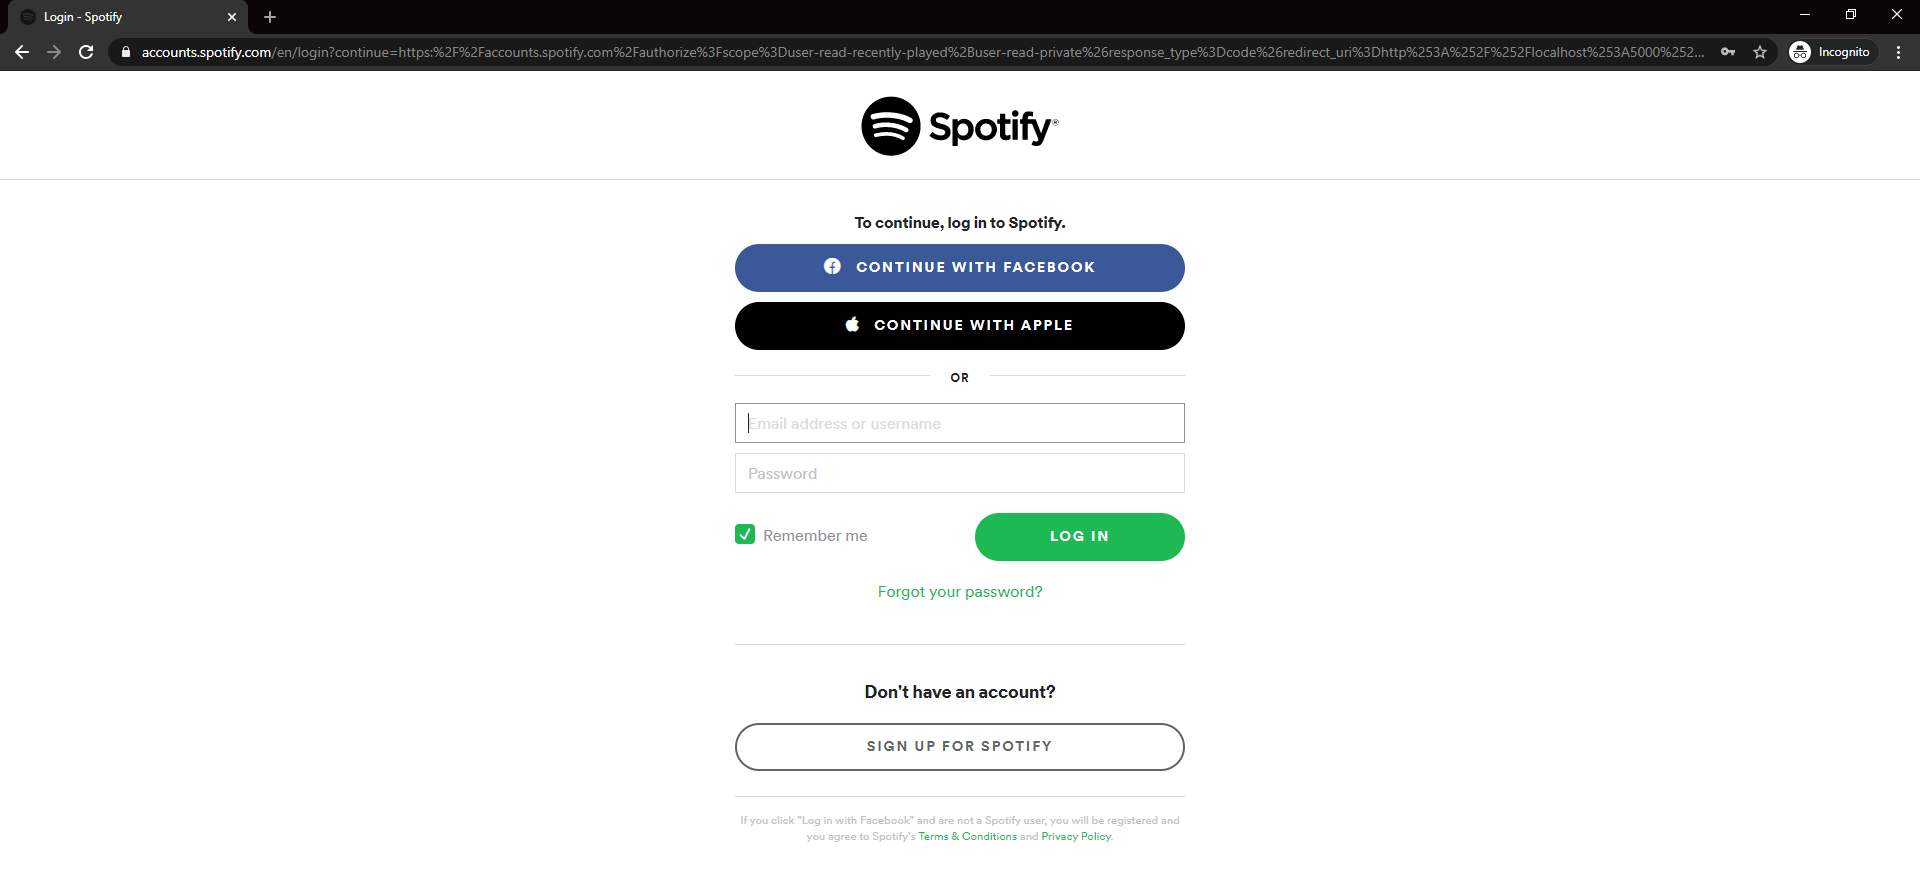 Login - Spotify
accounts.spotify.com/en/login?continue=https:%2F%2Faccounts.spotify.com%2Fauthorize%3Fscope%3Duser-read-recently-played%2Buser-read-private%26response_type%3Dcode%26redirect_uri%3Dhttp%253A%252F%252Flocalhost%253A5000%252...
Incognito
Spotify®
To continue, log in to Spotify.
CONTINUE WITH FACEBOOK
CONTINUE WITH APPLE
OR
Email address or username
Password
Remember me
LOG IN
Forgot your password?
Don't have an account?
SIGN UP FOR SPOTIFY
If you click "Log in with Facebook" and are not a Spotify user, you will be registered and
you agree to Spotify's Terms & Conditions and Privacy Policy.